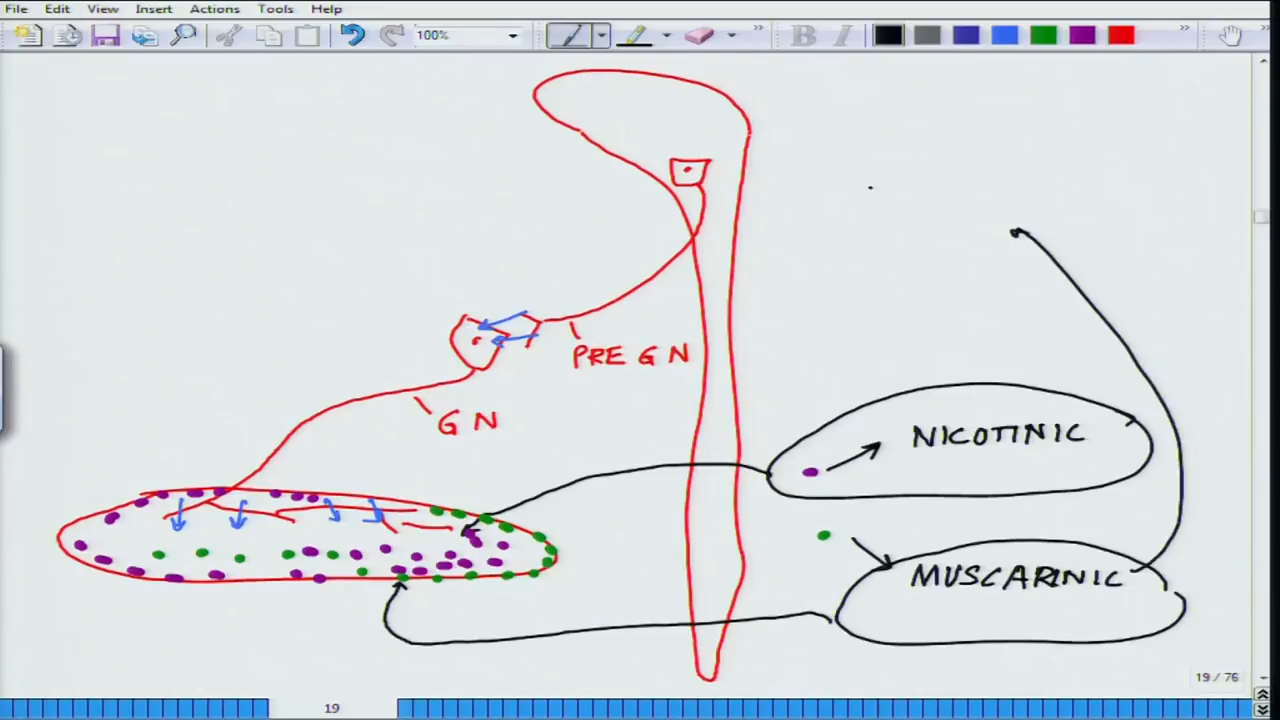 File Edit View Insert Actions Tools Help
100%
PRE G N
G N
NICOTINIC
MUSCARINIC
19 / 76
19